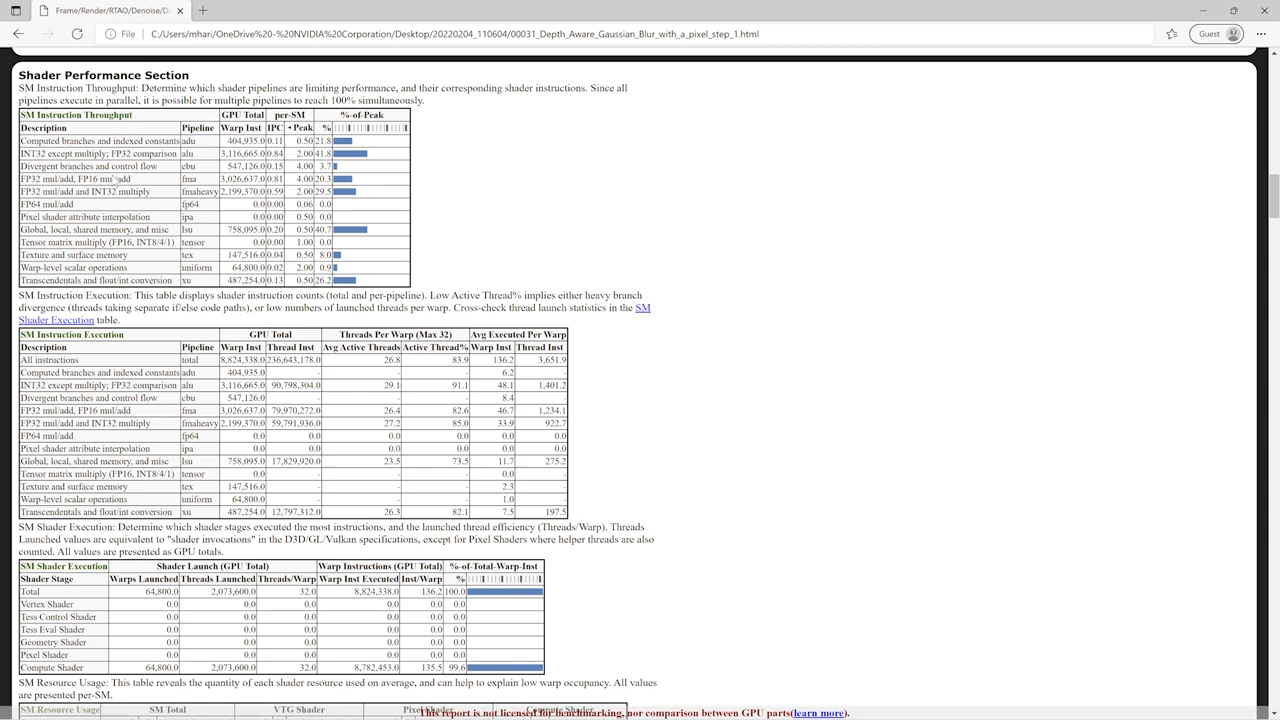 Frame/Render/RTAO/Denoise/D
File C:/Users/mhari/OneDrive%20-%20NVIDIA%20Corporation/Desktop/20220204_110604/00031_Depth_Aware_Gaussian_Blur_with_a_pixel_step_1.html
Guest
Shader Performance Section
SM Instruction Throughput: Determine which shader pipelines are limiting performance, and their corresponding shader instructions. Since all
pipelines execute in parallel, it is possible for multiple pipelines to reach 100% simultaneously.
SM Instruction Throughput GPU Total per-SM %-of-Peak
Description Pipeline Warp Inst IPC Peak %
Computed branches and indexed constants adu 404,935.0 0.11 0.50 21.8
INT32 except multiply; FP32 comparison alu 3,116,665.0 0.84 2.00 41.8
Divergent branches and control flow cbu 547,126.0 0.15 4.00 3.7
FP32 mul/add, FP16 mul/add fma 3,026,637.0 0.81 4.00 20.3
FP32 mul/add and INT32 multiply fmaheavy 2,199,370.0 0.59 2.00 29.5
FP64 mul/add fp64 0.0 0.00 0.06 0.0
Pixel shader attribute interpolation ipa 0.0 0.00 0.50 0.0
Global, local, shared memory, and misc lsu 758,095.0 0.20 0.50 40.7
Tensor matrix multiply (FP16, INT8/4/1) tensor 0.0 0.00 1.00 0.0
Texture and surface memory tex 147,516.0 0.04 0.50 8.0
Warp-level scalar operations uniform 64,800.0 0.02 2.00 0.9
Transcendentals and float/int conversion xu 487,254.0 0.13 0.50 26.2
SM Instruction Execution: This table displays shader instruction counts (total and per-pipeline). Low Active Thread% implies either heavy branch
divergence (threads taking separate if/else code paths), or low numbers of launched threads per warp. Cross-check thread launch statistics in the SM
Shader Execution table.
SM Instruction Execution GPU Total Threads Per Warp (Max 32) Avg Executed Per Warp
Description Pipeline Warp Inst Thread Inst Avg Active Threads Active Thread% Warp Inst Thread Inst
All instructions total 8,824,338.0 236,643,178.0 26.8 83.9 136.2 3,651.9
Computed branches and indexed constants adu 404,935.0 - - - 6.2 -
INT32 except multiply; FP32 comparison alu 3,116,665.0 90,798,304.0 29.1 91.1 48.1 1,401.2
Divergent branches and control flow cbu 547,126.0 - - - 8.4 -
FP32 mul/add, FP16 mul/add fma 3,026,637.0 79,970,272.0 26.4 82.6 46.7 1,234.1
FP32 mul/add and INT32 multiply fmaheavy 2,199,370.0 59,791,936.0 27.2 85.0 33.9 922.7
FP64 mul/add fp64 0.0 0.0 0.0 0.0 0.0 0.0
Pixel shader attribute interpolation ipa 0.0 0.0 0.0 0.0 0.0 0.0
Global, local, shared memory, and misc lsu 758,095.0 17,829,920.0 23.5 73.5 11.7 275.2
Tensor matrix multiply (FP16, INT8/4/1) tensor 0.0 - - - 0.0 -
Texture and surface memory tex 147,516.0 - - - 2.3 -
Warp-level scalar operations uniform 64,800.0 - - - 1.0 -
Transcendentals and float/int conversion xu 487,254.0 12,797,312.0 26.3 82.1 7.5 197.5
SM Shader Execution: Determine which shader stages executed the most instructions, and the launched thread efficiency (Threads/Warp). Threads
Launched values are equivalent to "shader invocations" in the D3D/GL/Vulkan specifications, except for Pixel Shaders where helper threads are also
counted. All values are presented as GPU totals.
SM Shader Execution Shader Launch (GPU Total) Warp Instructions (GPU Total) %-of-Total-Warp-Inst
Shader Stage Warps Launched Threads Launched Threads/Warp Warp Inst Executed Inst/Warp %
Total 64,800.0 2,073,600.0 32.0 8,824,338.0 136.2 100.0
Vertex Shader 0.0 0.0 0.0 0.0 0.0 0.0
Tess Control Shader 0.0 0.0 0.0 0.0 0.0 0.0
Tess Eval Shader 0.0 0.0 0.0 0.0 0.0 0.0
Geometry Shader 0.0 0.0 0.0 0.0 0.0 0.0
Pixel Shader 0.0 0.0 0.0 0.0 0.0 0.0
Compute Shader 64,800.0 2,073,600.0 32.0 8,782,453.0 135.5 99.6
SM Resource Usage: This table reveals the quantity of each shader resource used on average, and can help to explain low warp occupancy. All values
are presented per-SM.
SM Resource Usage SM Total VTG Shader Pixel Shader Compute Shader
This report is not licensed for benchmarking, nor comparison between GPU parts(learn more).